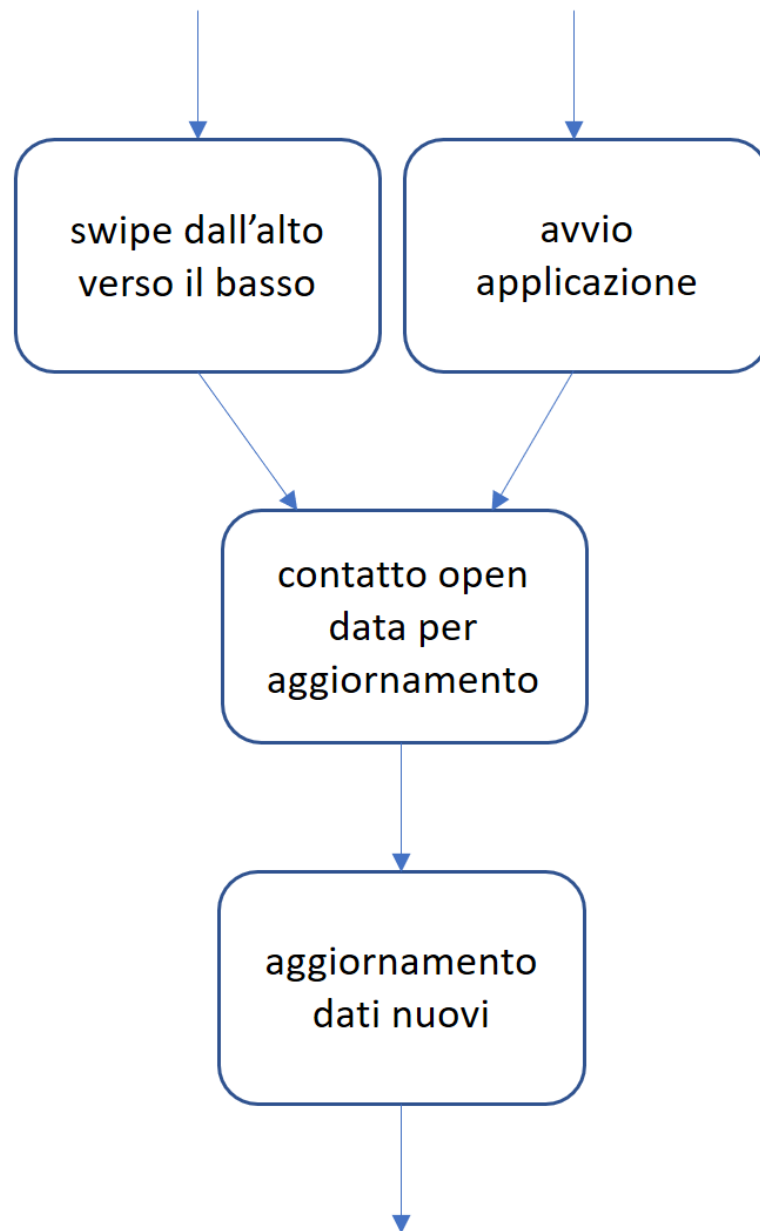 swipe dall’alto
verso il basso
avvio
applicazione
contatto open
data per
aggiornamento
aggiornamento
dati nuovi